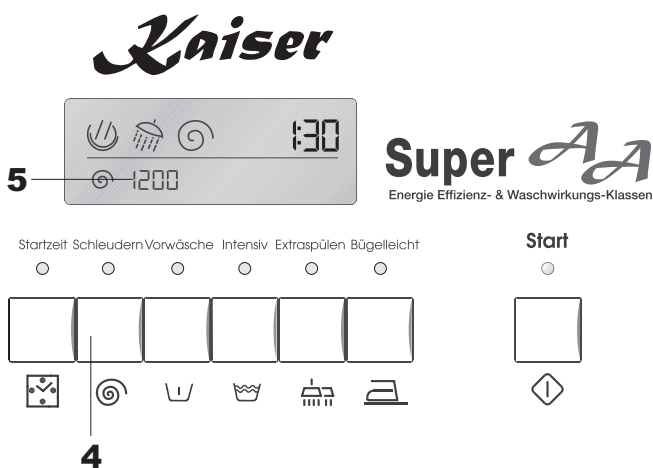 Kaiser
1:30
5
1200
Super AA
Energie Effizienz- & Waschwirkungs-Klassen
Startzeit Schleudern Vorwäsche Intensiv Extraspülen Bügelleicht
Start
4